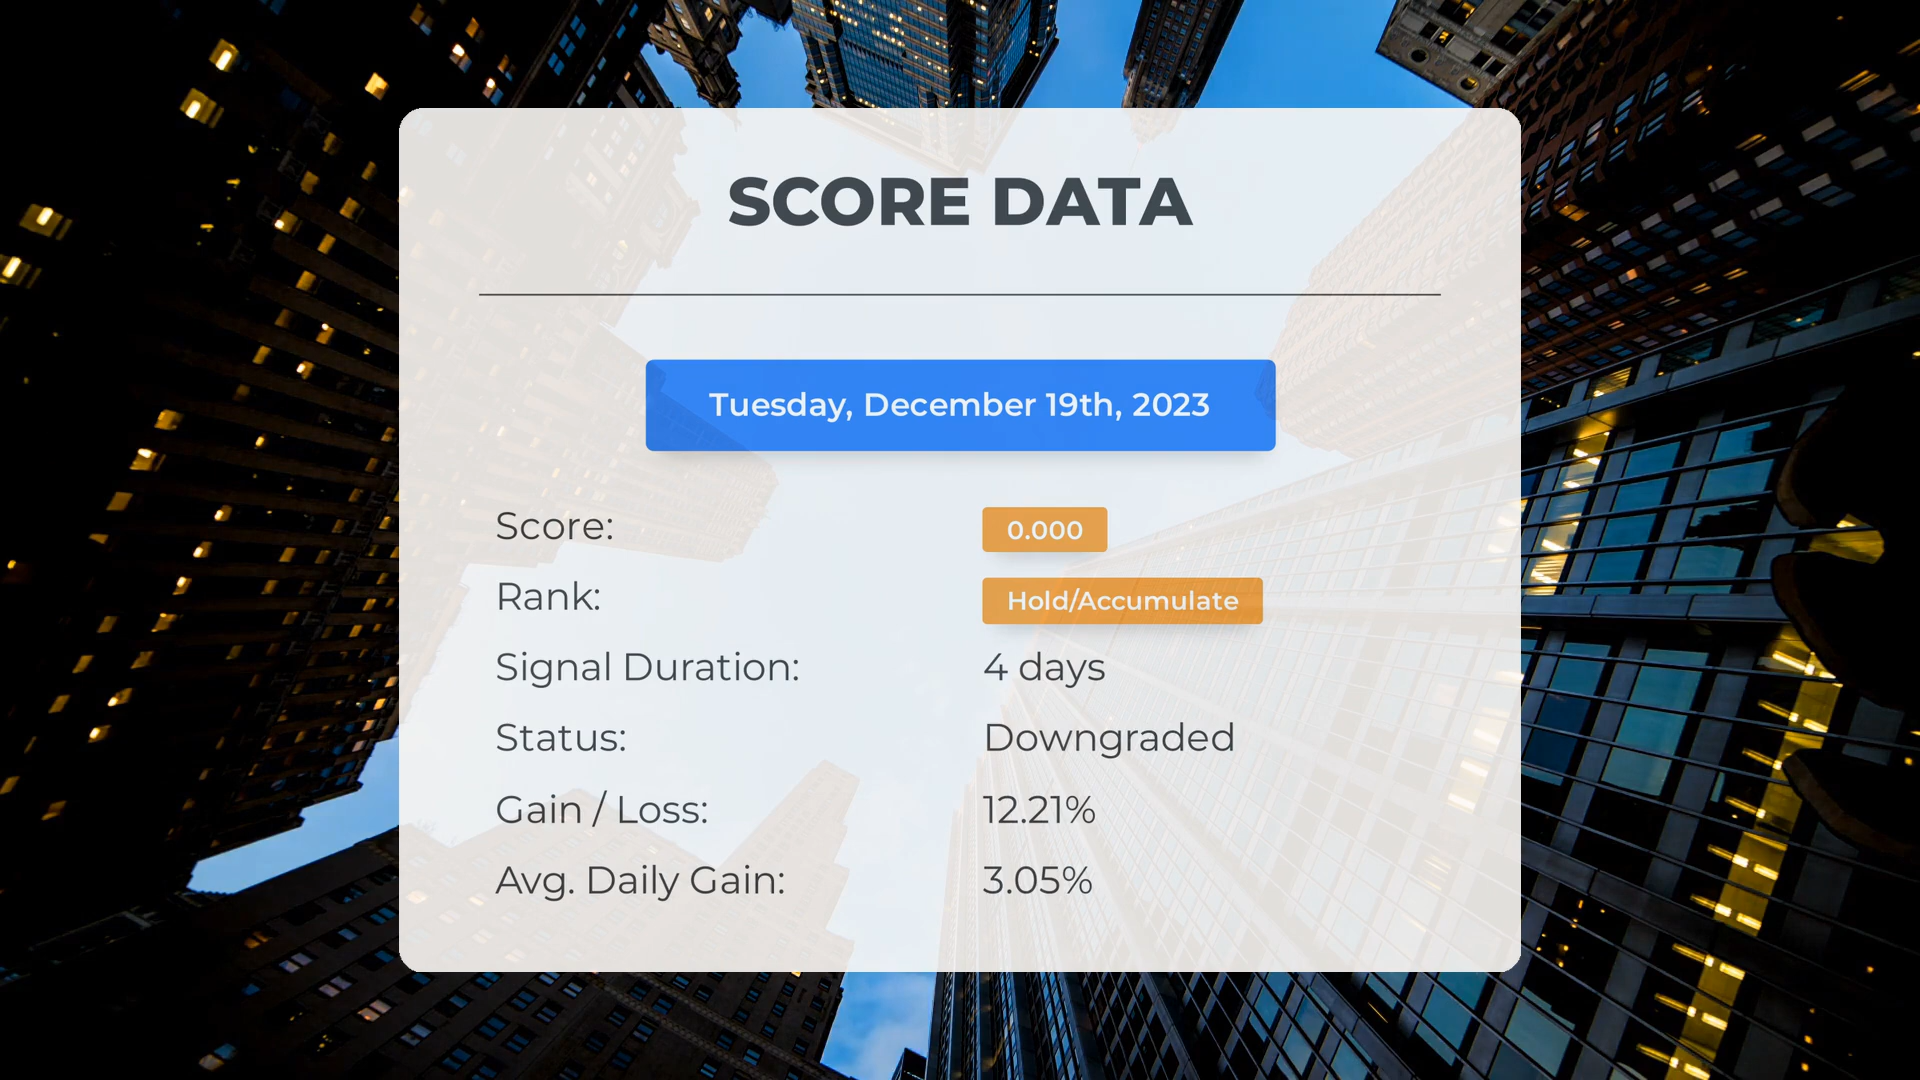 SCORE DATA
Tuesday, December 19th, 2023
Score: 0.000
Rank: Hold/Accumulate
Signal Duration: 4 days
Status: Downgraded
Gain / Loss: 12.21%
Avg. Daily Gain: 3.05%